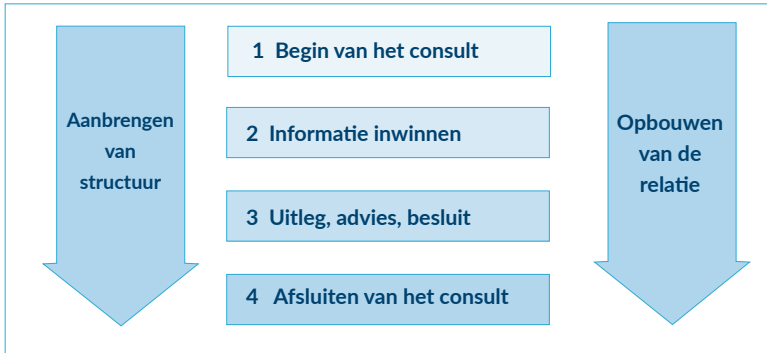 Aanbrengen
van
structuur
1 Begin van het consult
2 Informatie inwinnen
3 Uitleg, advies, besluit
4 Afsluiten van het consult
Opbouwen
van de
relatie